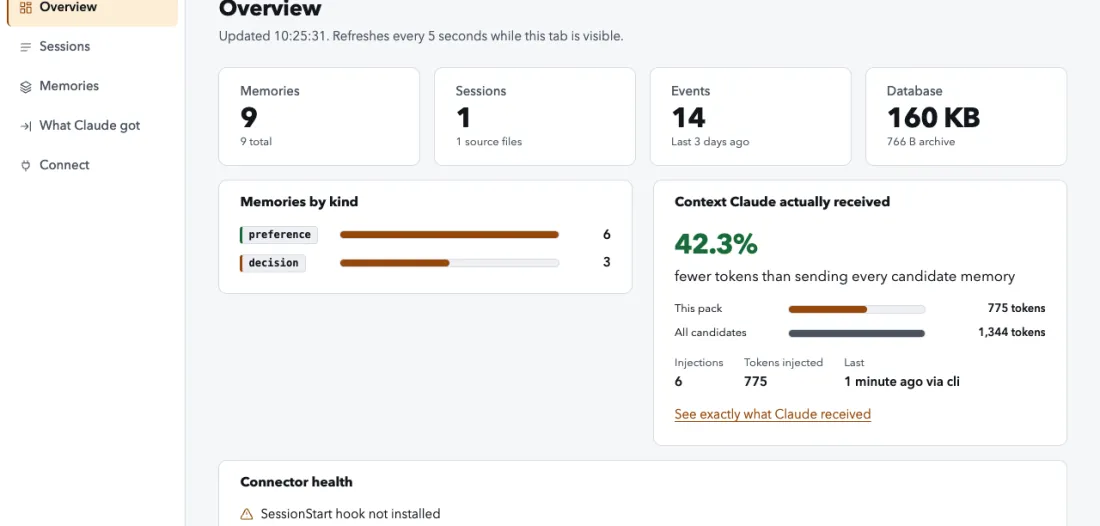 Overview
Sessions
Memories
What Claude got
Connect
Overview
Updated 10:25:31. Refreshes every 5 seconds while this tab is visible.
Memories
9
9 total
Sessions
1
1 source files
Events
14
Last 3 days ago
Database
160 KB
766 B archive
Memories by kind
preference 6
decision 3
Context Claude actually received
42.3%
fewer tokens than sending every candidate memory
This pack 775 tokens
All candidates 1,344 tokens
Injections Tokens injected Last
6 775 1 minute ago via cli
See exactly what Claude received
Connector health
SessionStart hook not installed